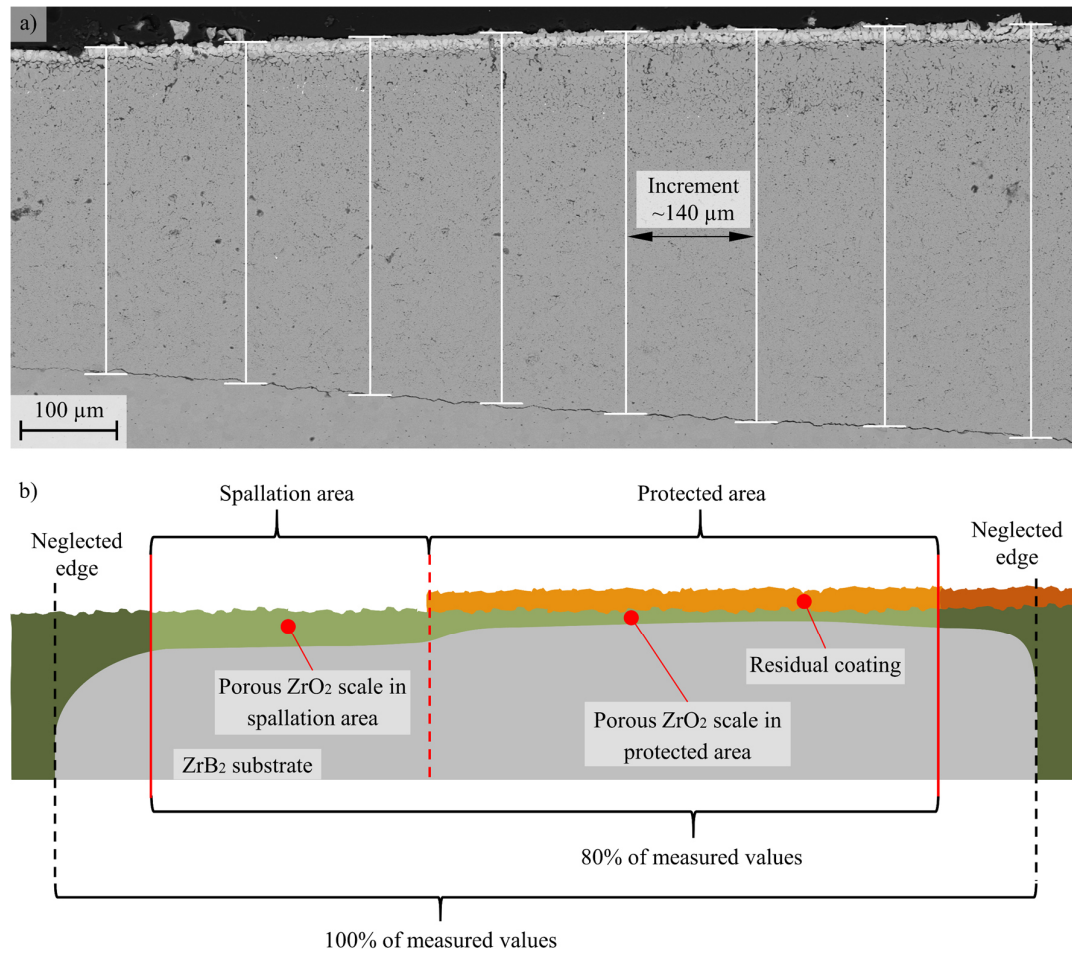 a)
Increment
~140 µm
100 µm
b)
Spallation area
Protected area
Neglected
edge
Neglected
edge
Residual coating
Porous ZrO₂ scale in
spallation area
Porous ZrO₂ scale in
protected area
ZrB₂ substrate
80% of measured values
100% of measured values